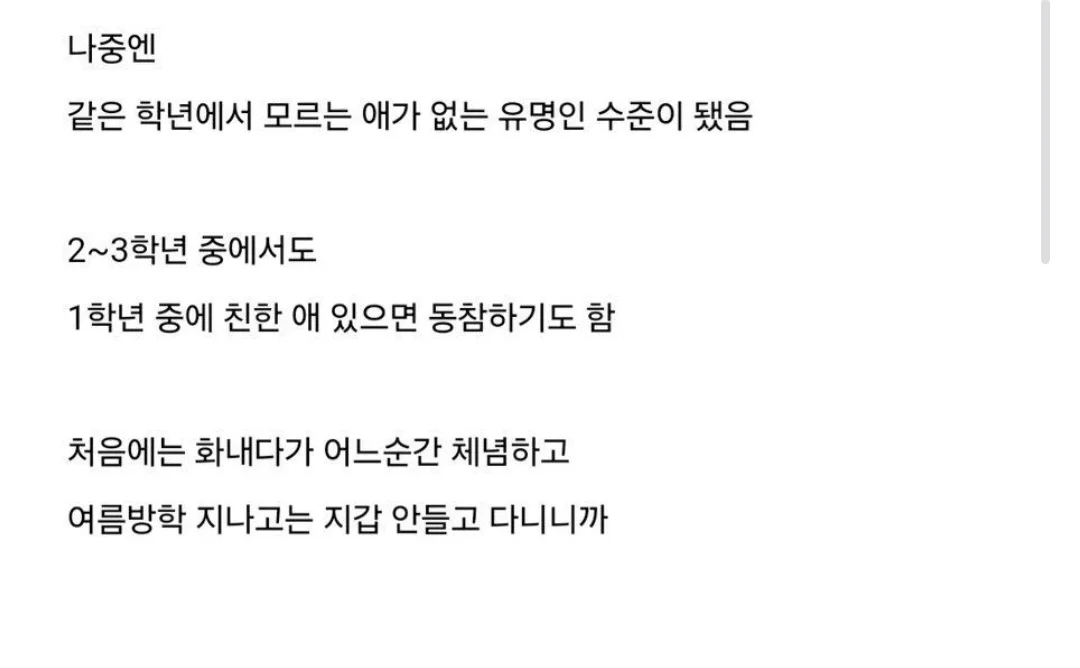 나중엔
같은 학년에서 모르는 애가 없는 유명인 수준이 됐음
2~3학년 중에서도
1학년 중에 친한 애 있으면 동참하기도 함
처음에는 화내다가 어느순간 체념하고
여름방학 지나고는 지갑 안들고 다니니까